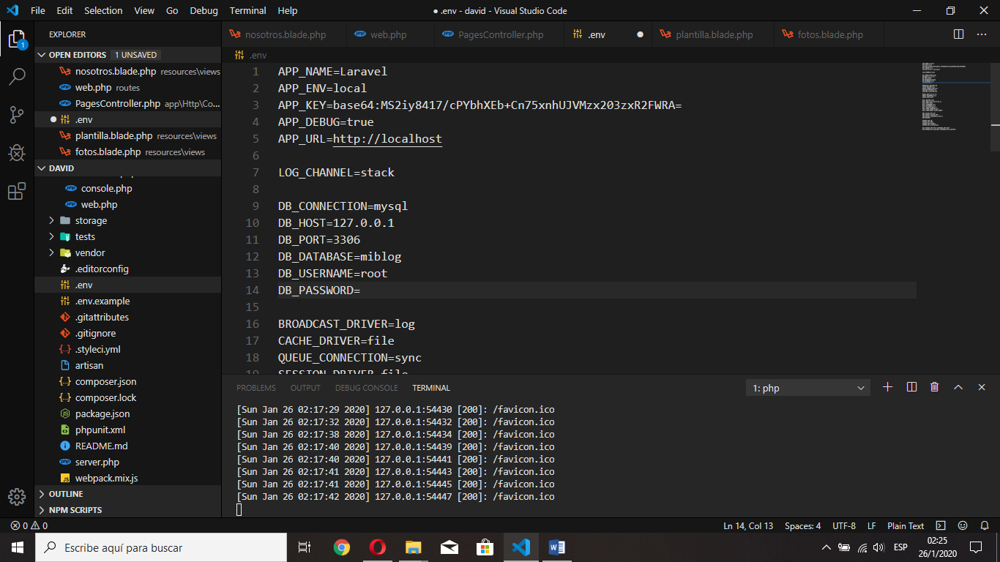 File Edit Selection View Go Debug Terminal Help
● .env - david - Visual Studio Code
EXPLORER
OPEN EDITORS 1 UNSAVED
nosotros.blade.php resources\views
web.php routes
PagesController.php app\Http\Co...
.env
plantilla.blade.php resources\views
fotos.blade.php resources\views
DAVID
console.php
web.php
storage
tests
vendor
.editorconfig
.env
.env.example
.gitattributes
.gitignore
.styleci.yml
artisan
composer.json
composer.lock
package.json
phpunit.xml
README.md
server.php
webpack.mix.js
OUTLINE
NPM SCRIPTS
nosotros.blade.php web.php PagesController.php .env plantilla.blade.php fotos.blade.php
.env
1 APP_NAME=Laravel
2 APP_ENV=local
3 APP_KEY=base64:MS2iy8417/cPYbhXEb+Cn75xnhUJVMzx203zxR2FWRA=
4 APP_DEBUG=true
5 APP_URL=http://localhost
6
7 LOG_CHANNEL=stack
8
9 DB_CONNECTION=mysql
10 DB_HOST=127.0.0.1
11 DB_PORT=3306
12 DB_DATABASE=miblog
13 DB_USERNAME=root
14 DB_PASSWORD=
15
16 BROADCAST_DRIVER=log
17 CACHE_DRIVER=file
18 QUEUE_CONNECTION=sync
19 SESSION_DRIVER=file
PROBLEMS OUTPUT DEBUG CONSOLE TERMINAL
1: php
[Sun Jan 26 02:17:29 2020] 127.0.0.1:54430 [200]: /favicon.ico
[Sun Jan 26 02:17:32 2020] 127.0.0.1:54432 [200]: /favicon.ico
[Sun Jan 26 02:17:38 2020] 127.0.0.1:54434 [200]: /favicon.ico
[Sun Jan 26 02:17:40 2020] 127.0.0.1:54439 [200]: /favicon.ico
[Sun Jan 26 02:17:40 2020] 127.0.0.1:54441 [200]: /favicon.ico
[Sun Jan 26 02:17:41 2020] 127.0.0.1:54443 [200]: /favicon.ico
[Sun Jan 26 02:17:41 2020] 127.0.0.1:54445 [200]: /favicon.ico
[Sun Jan 26 02:17:42 2020] 127.0.0.1:54447 [200]: /favicon.ico
0 0
Ln 14, Col 13 Spaces: 4 UTF-8 LF Plain Text
Escribe aquí para buscar
ESP
02:25
26/1/2020